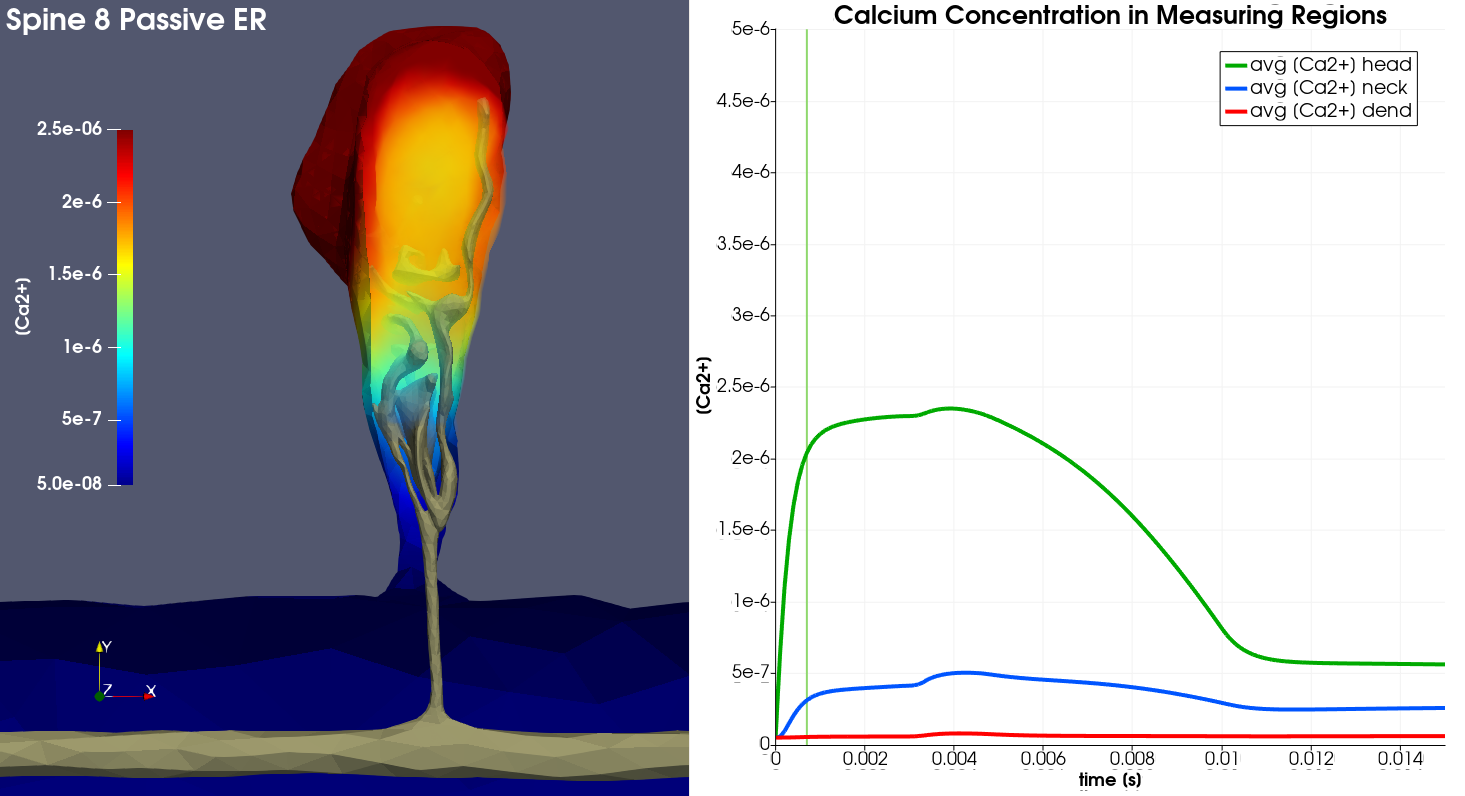 Spine 8 Passive ER
2.5e-06
2e-6
1.5e-6
1e-6
5e-7
5.0e-08
(Ca2+)
Y
Z
X
Calcium Concentration in Measuring Regions
avg (Ca2+) head
avg (Ca2+) neck
avg (Ca2+) dend
5e-6
4.5e-6
4e-6
3.5e-6
3e-6
2.5e-6
2e-6
1.5e-6
1e-6
5e-7
0
(Ca2+)
0 0.002 0.004 0.006 0.008 0.01 0.012 0.014
time (s)